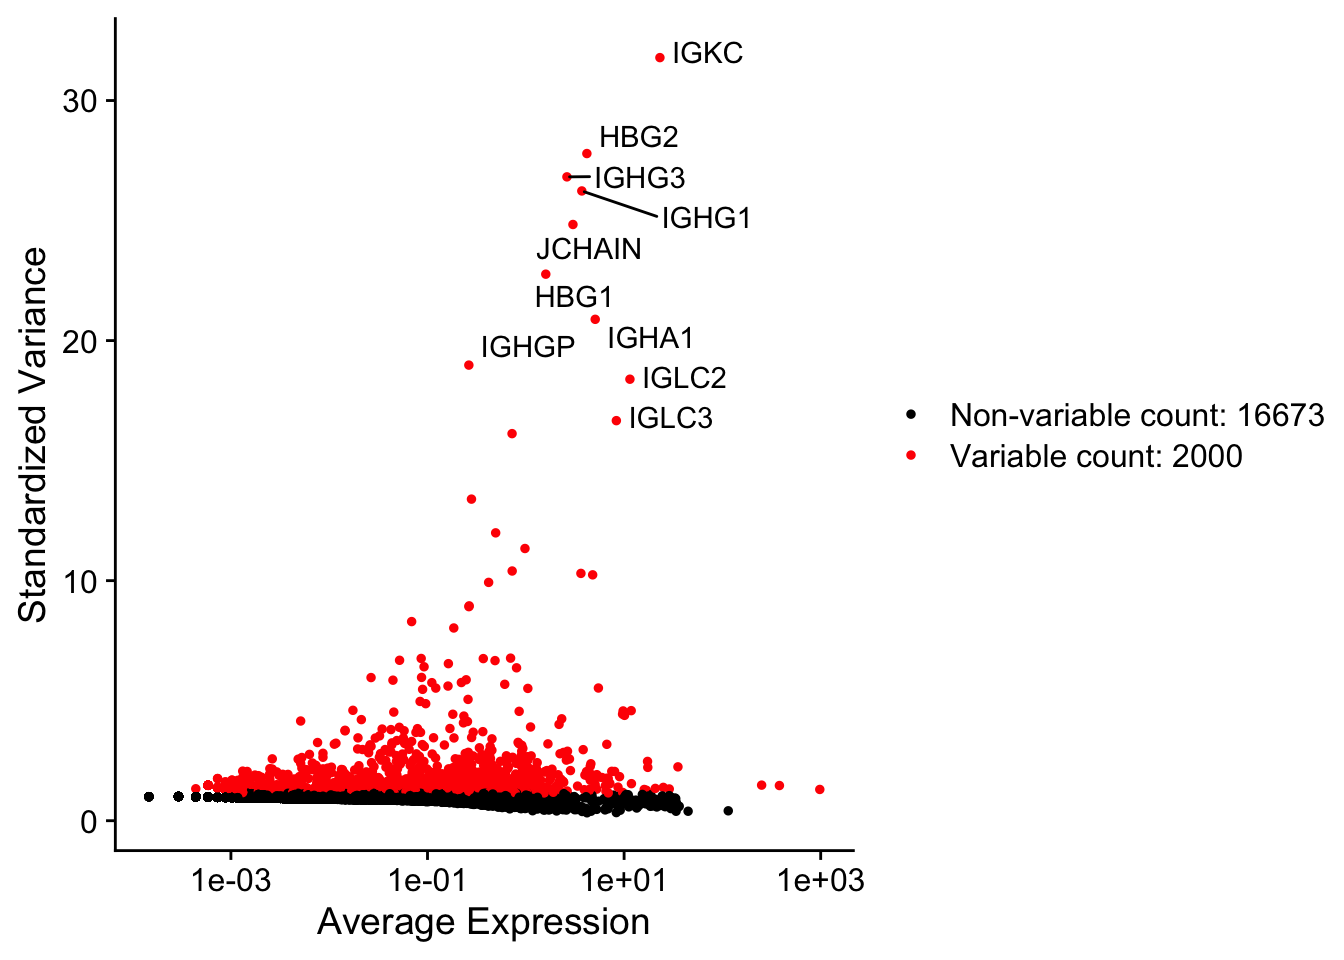 IGKC
30
HBG2
IGHG3
IGHG1
JCHAIN
HBG1
IGHA1
20
IGHGP
IGLC2
IGLC3
Standardized Variance
Non-variable count: 16673
Variable count: 2000
10
0
1e-03 1e-01 1e+01 1e+03
Average Expression